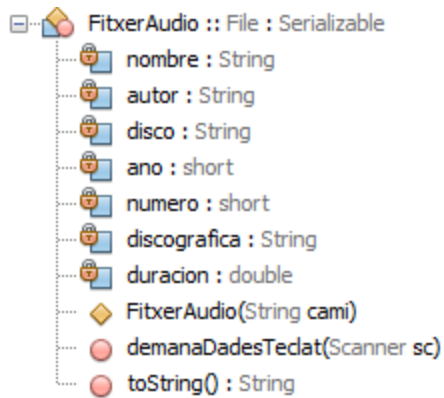 FitxerAudio :: File : Serializable
nombre : String
autor : String
disco : String
ano : short
numero : short
discografica : String
duracion : double
FitxerAudio(String cami)
demanaDadesTeclat(Scanner sc)
toString() : String